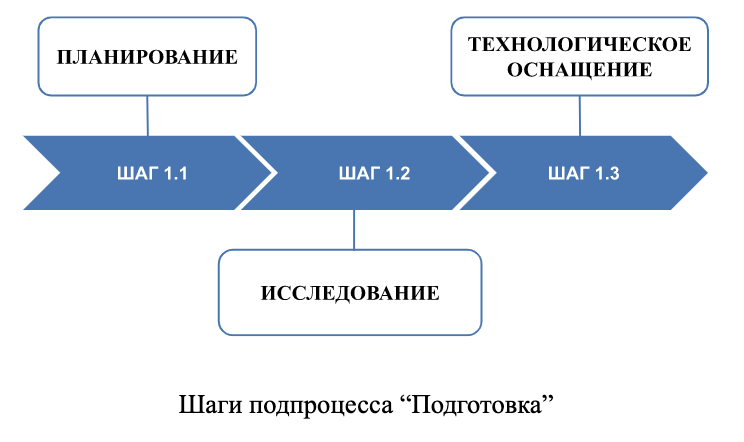 ПЛАНИРОВАНИЕ
ТЕХНОЛОГИЧЕСКОЕ
ОСНАЩЕНИЕ
ШАГ 1.1
ШАГ 1.2
ШАГ 1.3
ИССЛЕДОВАНИЕ
Шаги подпроцесса “Подготовка”